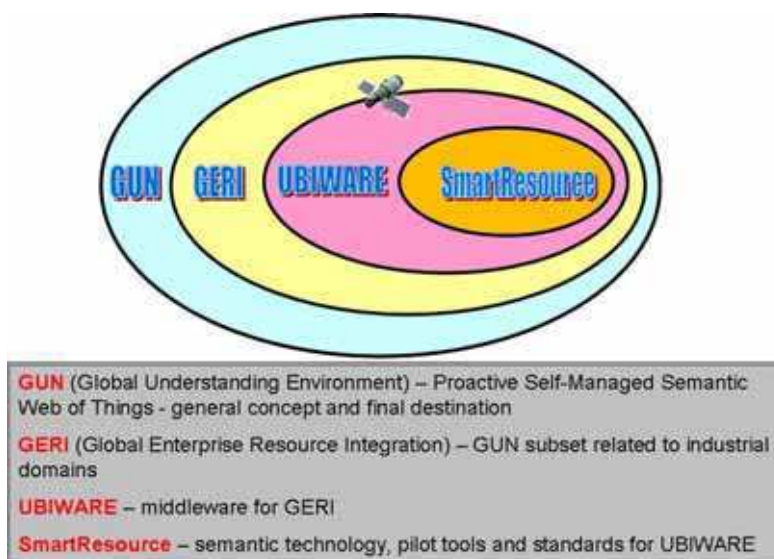 GUN GERI UBIWARE SmartResource
GUN (Global Understanding Environment) – Proactive Self-Managed Semantic
Web of Things - general concept and final destination
GERI (Global Enterprise Resource Integration) – GUN subset related to industrial
domains
UBIWARE – middleware for GERI
SmartResource – semantic technology, pilot tools and standards for UBIWARE